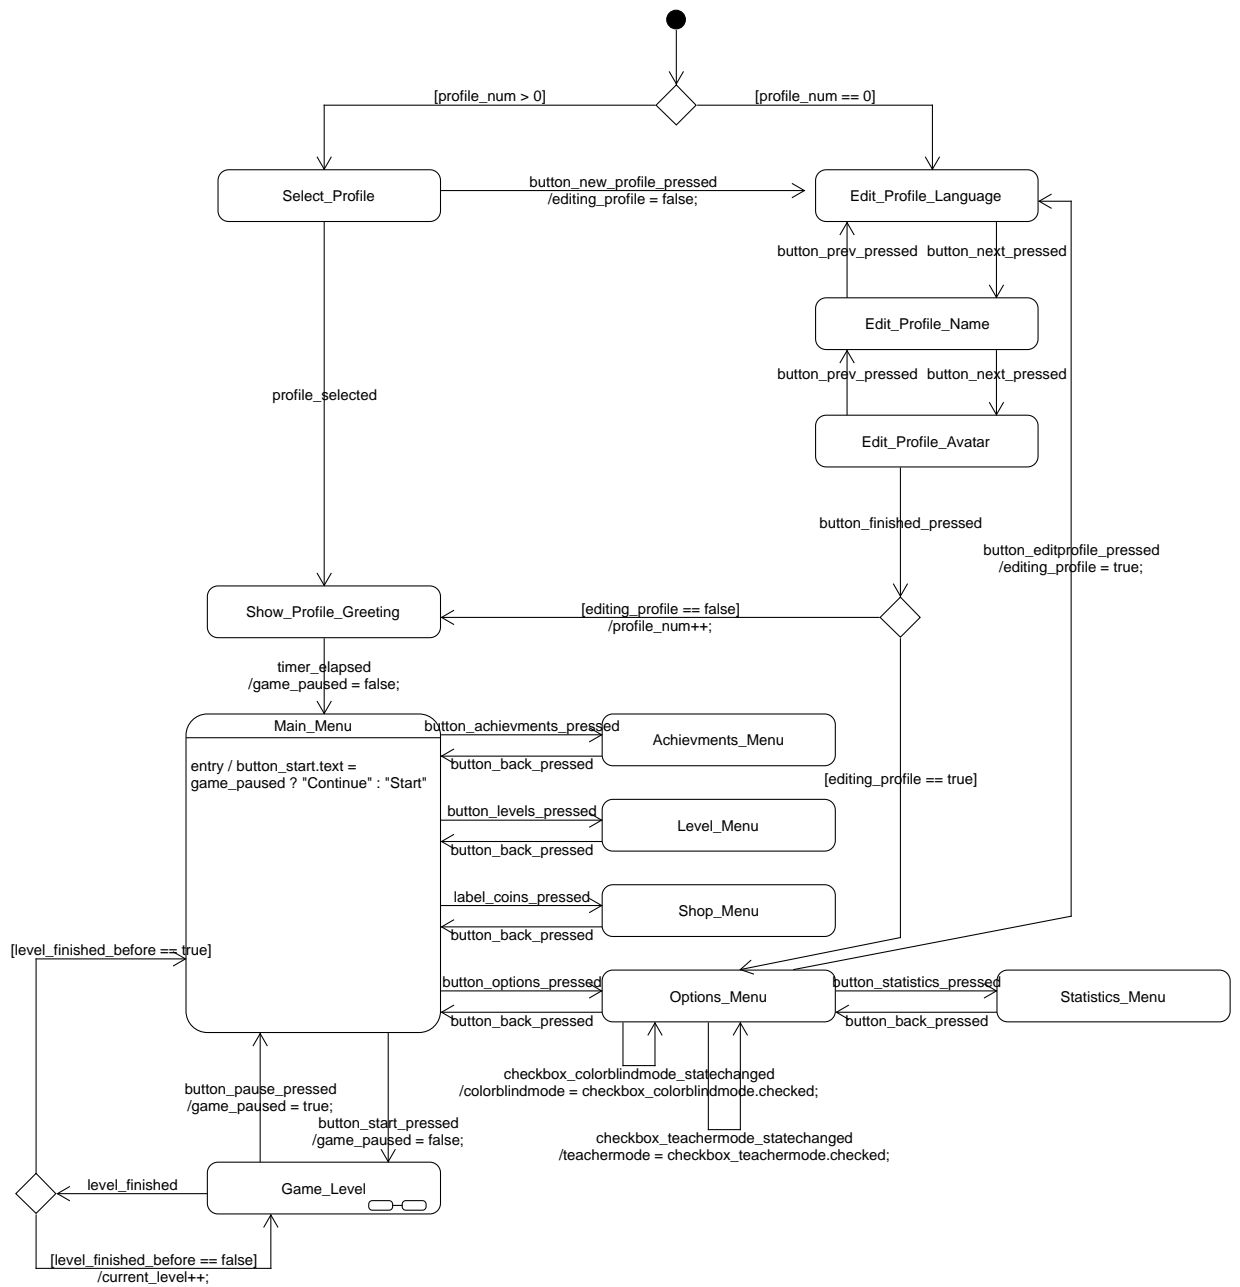 [profile_num > 0]
[profile_num == 0]
Select_Profile
button_new_profile_pressed
/editing_profile = false;
Edit_Profile_Language
button_prev_pressed
button_next_pressed
Edit_Profile_Name
button_prev_pressed
button_next_pressed
profile_selected
Edit_Profile_Avatar
button_finished_pressed
button_editprofile_pressed
/editing_profile = true;
Show_Profile_Greeting
[editing_profile == false]
/profile_num++;
timer_elapsed
/game_paused = false;
Main_Menu
entry / button_start.text =
game_paused ? "Continue" : "Start"
button_achievments_pressed
Achievments_Menu
button_back_pressed
[editing_profile == true]
button_levels_pressed
Level_Menu
button_back_pressed
label_coins_pressed
Shop_Menu
button_back_pressed
[level_finished_before == true]
button_options_pressed
Options_Menu
button_statistics_pressed
Statistics_Menu
button_back_pressed
button_back_pressed
checkbox_colorblindmode_statechanged
/colorblindmode = checkbox_colorblindmode.checked;
button_pause_pressed
/game_paused = true;
button_start_pressed
/game_paused = false;
checkbox_teachermode_statechanged
/teachermode = checkbox_teachermode.checked;
level_finished
Game_Level
[level_finished_before == false]
/current_level++;